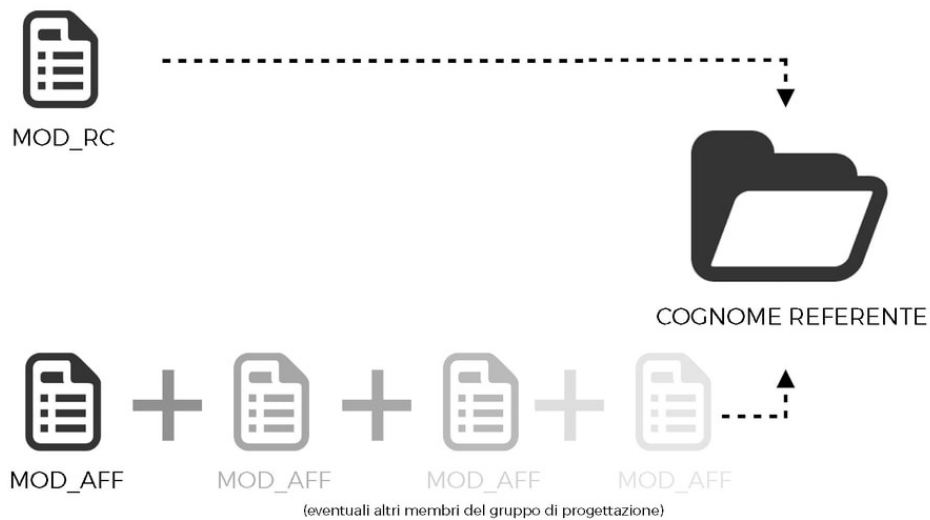 MOD_RC
COGNOME REFERENTE
MOD_AFF MOD_AFF MOD_AFF MOD_AFF
(eventuali altri membri del gruppo di progettazione)